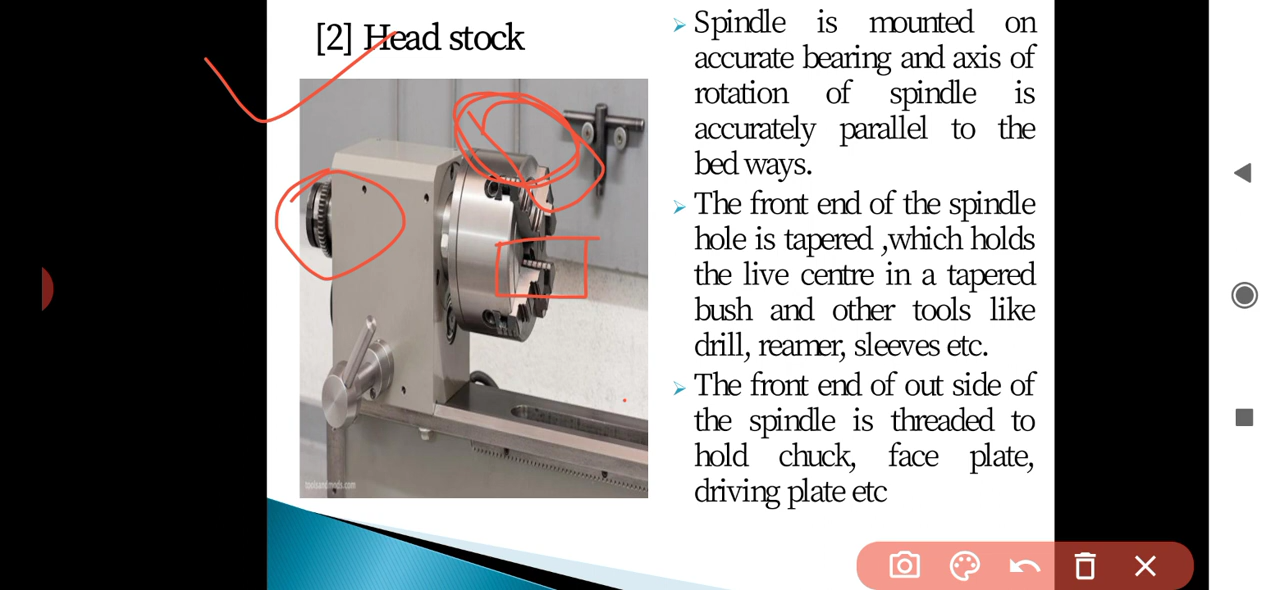 [2] Head stock
Spindle is mounted on
accurate bearing and axis of
rotation of spindle is
accurately parallel to the
bed ways.
The front end of the spindle
hole is tapered ,which holds
the live centre in a tapered
bush and other tools like
drill, reamer, sleeves etc.
The front end of out side of
the spindle is threaded to
hold chuck, face plate,
driving plate etc